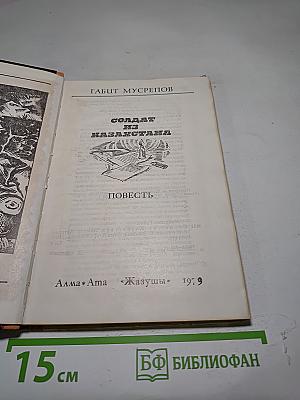 ГАБИТ МУСРЕПОВ
СОЛДАТ
ИЗ
КАЗАХСТАНА
ПОВЕСТЬ
Алма-Ата «Жазушы» 1979
15 см
БФ БИБЛИОФАН